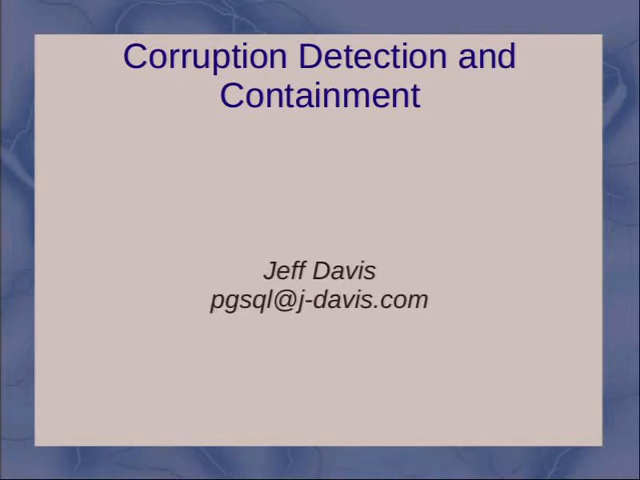 Corruption Detection and
Containment
Jeff Davis
pgsql@j-davis.com